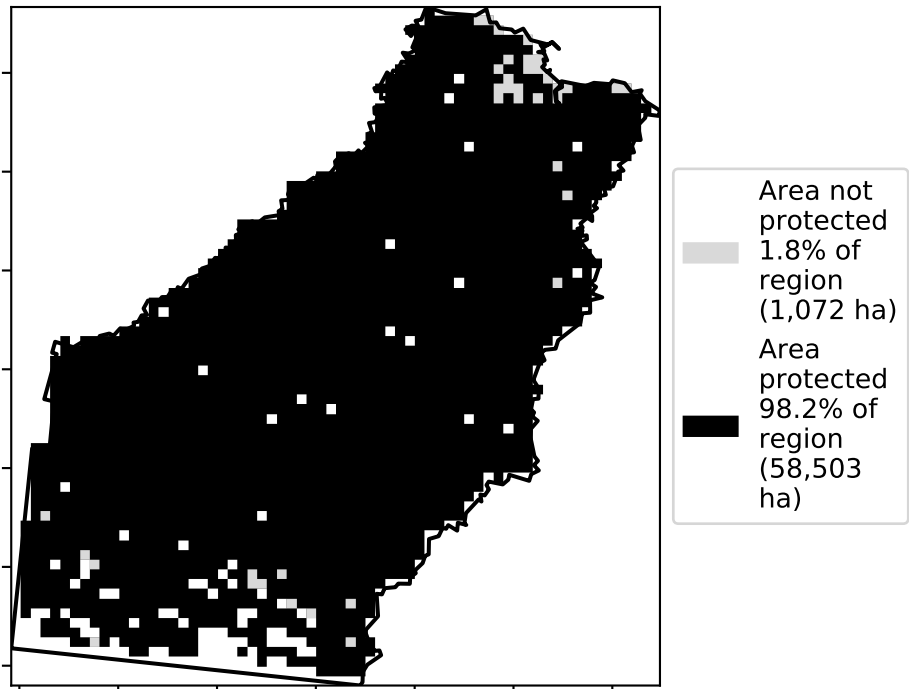 Area not
protected
1.8% of
region
(1,072 ha)
Area
protected
98.2% of
region
(58,503
ha)